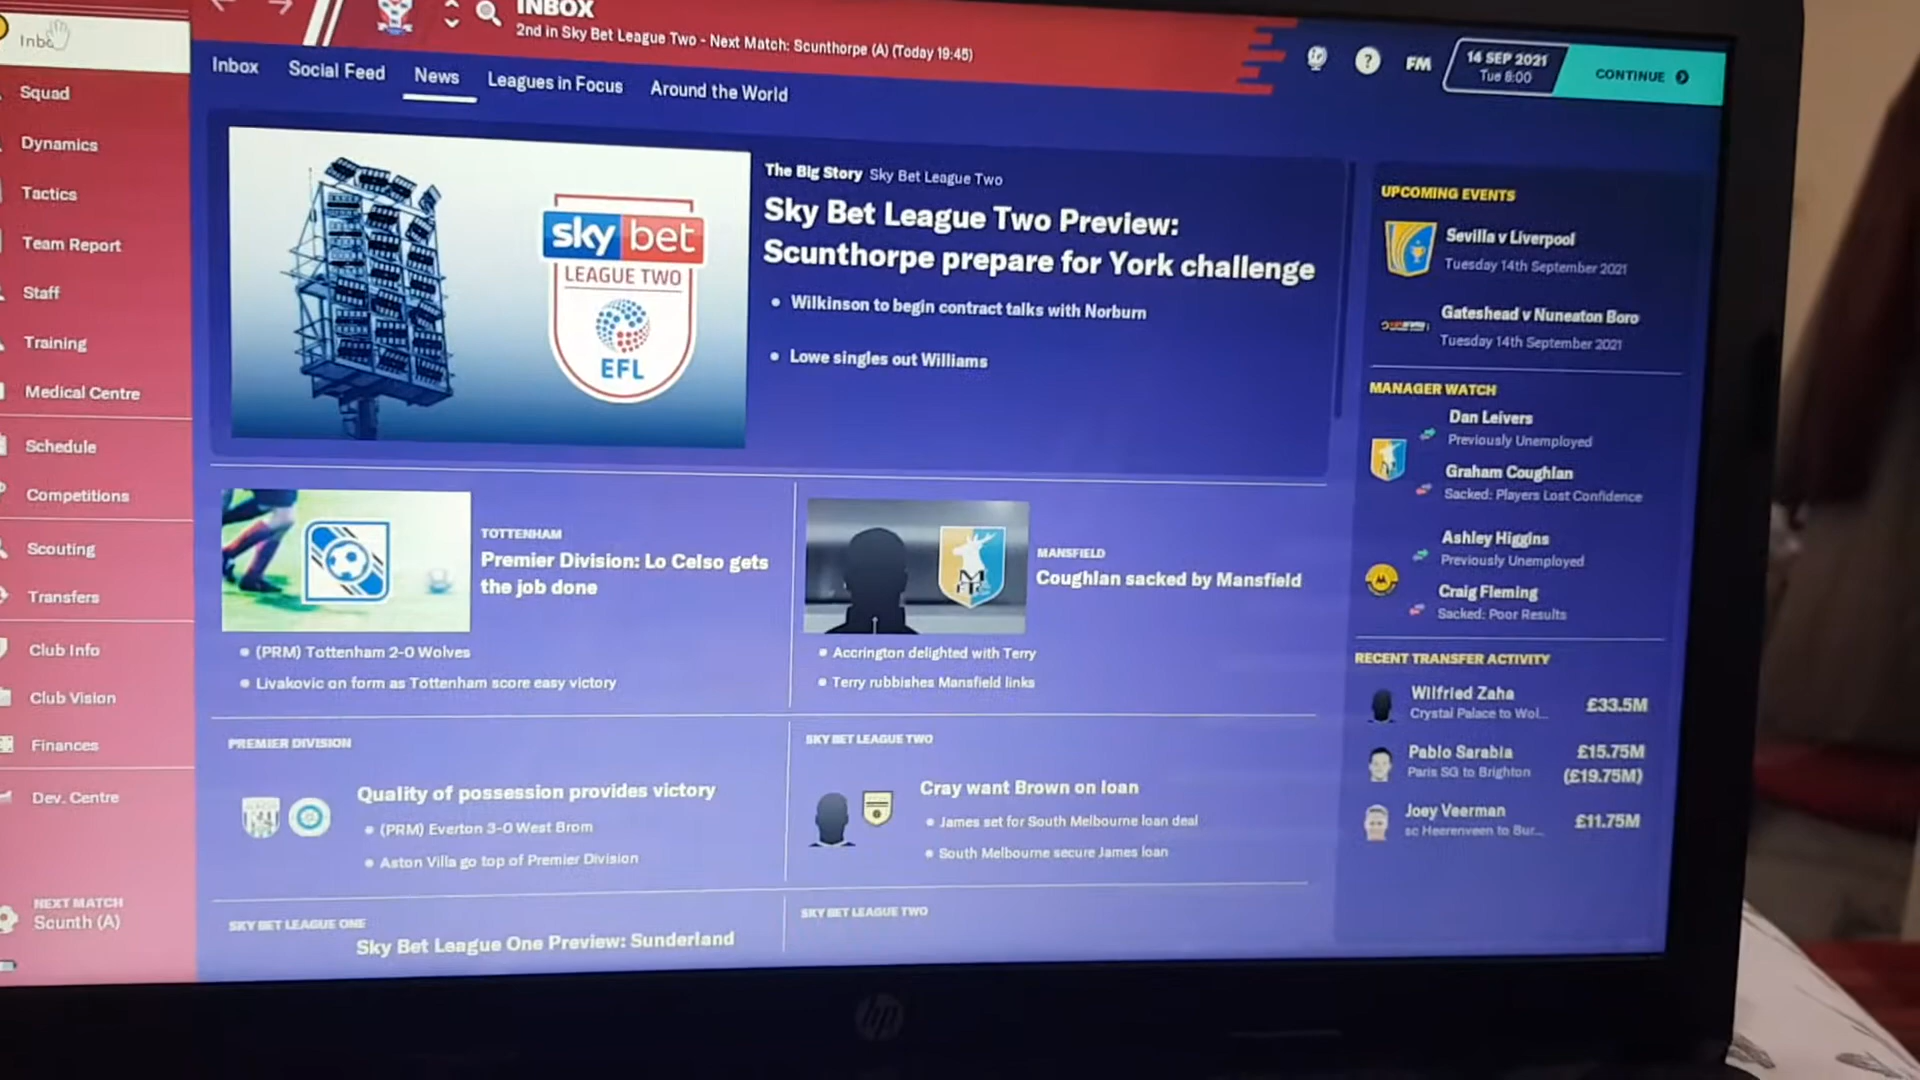 INBOX
2nd in Sky Bet League Two - Next Match: Scunthorpe (A) (Today 19:45)
?
FM
14 SEP 2021
Tue 8:00
CONTINUE
Inbox
Squad
Dynamics
Tactics
Team Report
Staff
Training
Medical Centre
Schedule
Competitions
Scouting
Transfers
Club Info
Club Vision
Finances
Dev. Centre
NEXT MATCH
Scunth (A)
Inbox
Social Feed
News
Leagues in Focus
Around the World
sky bet
LEAGUE TWO
EFL
The Big Story Sky Bet League Two
Sky Bet League Two Preview:
Scunthorpe prepare for York challenge
Wilkinson to begin contract talks with Norburn
Lowe singles out Williams
TOTTENHAM
Premier Division: Lo Celso gets
the job done
(PRM) Tottenham 2-0 Wolves
Livakovic on form as Tottenham score easy victory
MANSFIELD
Coughlan sacked by Mansfield
Accrington delighted with Terry
Terry rubbishes Mansfield links
PREMIER DIVISION
Quality of possession provides victory
(PRM) Everton 3-0 West Brom
Aston Villa go top of Premier Division
SKY BET LEAGUE TWO
Cray want Brown on loan
James set for South Melbourne loan deal
South Melbourne secure James loan
SKY BET LEAGUE ONE
Sky Bet League One Preview: Sunderland
SKY BET LEAGUE TWO
UPCOMING EVENTS
Sevilla v Liverpool
Tuesday 14th September 2021
Gateshead v Nuneaton Boro
Tuesday 14th September 2021
MANAGER WATCH
Dan Leivers
Previously Unemployed
Graham Coughlan
Sacked: Players Lost Confidence
Ashley Higgins
Previously Unemployed
Craig Fleming
Sacked: Poor Results
RECENT TRANSFER ACTIVITY
Wilfried Zaha
Crystal Palace to Wol...
£33.5M
Pablo Sarabia
Paris SG to Brighton
£15.75M
(£19.75M)
Joey Veerman
sc Heerenveen to Bur...
£11.75M
hp